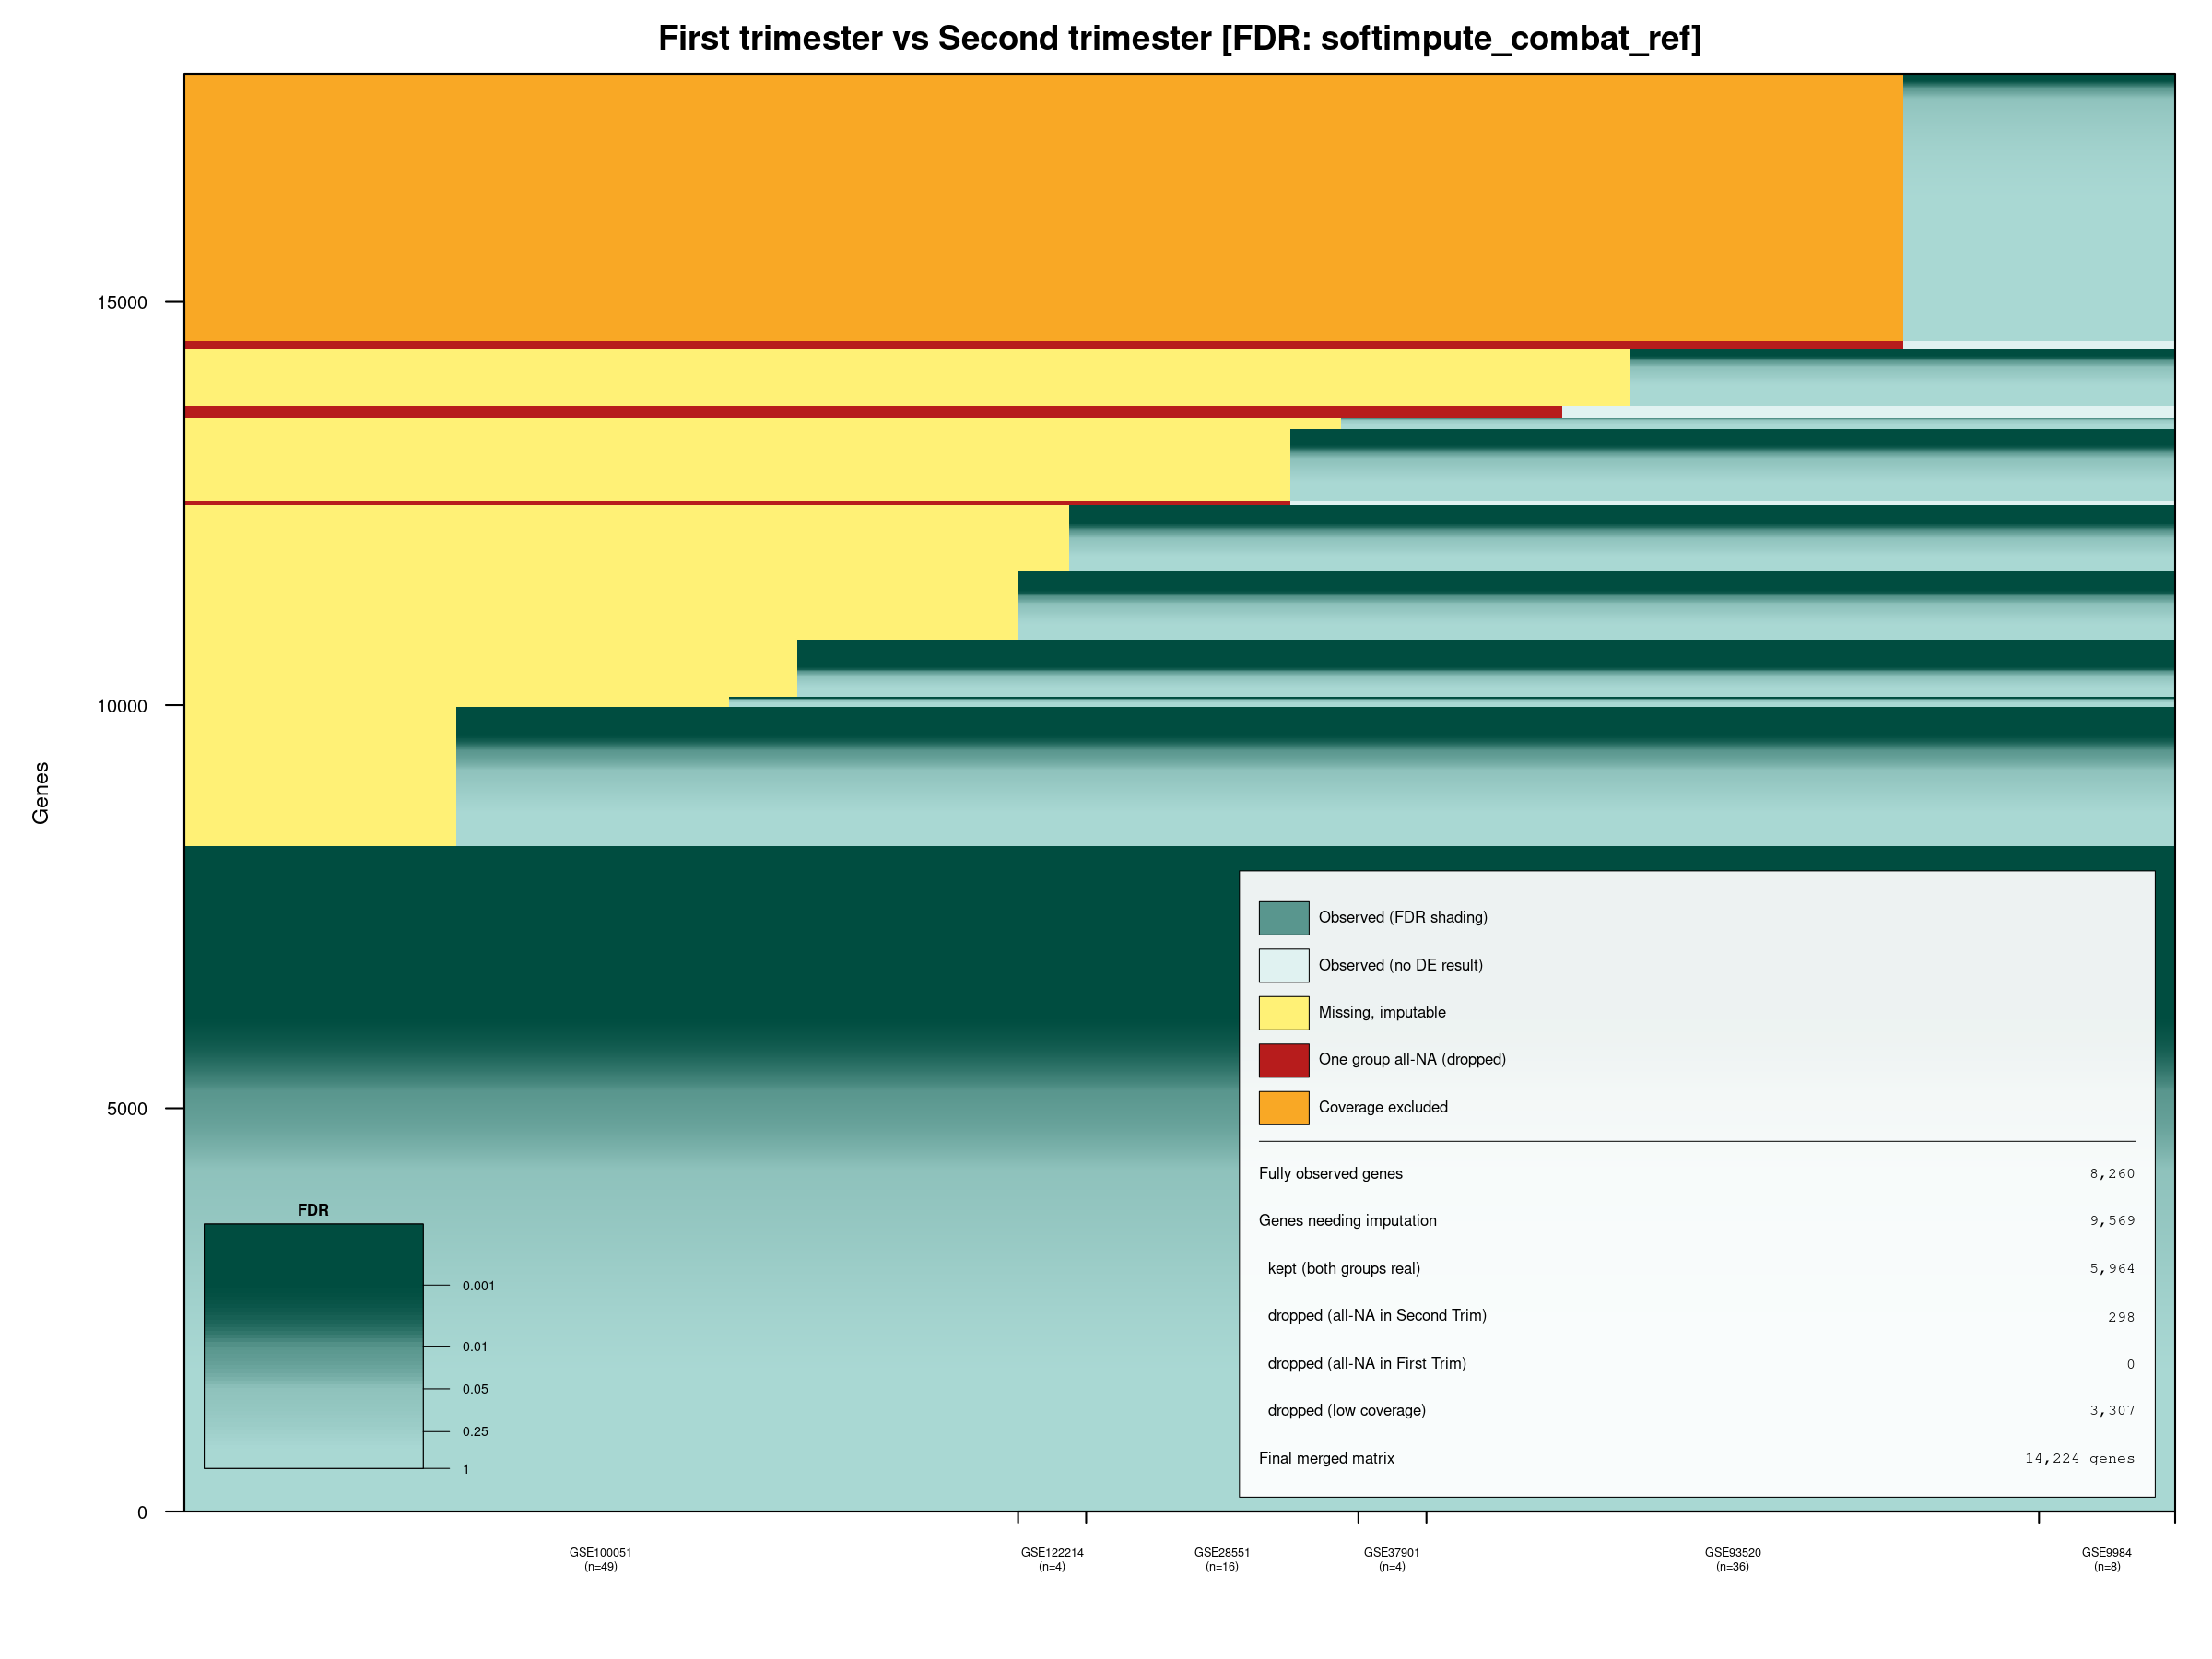 First trimester vs Second trimester [FDR: softimpute_combat_ref]
Genes
15000
10000
5000
0
Observed (FDR shading)
Observed (no DE result)
Missing, imputable
One group all-NA (dropped)
Coverage excluded
Fully observed genes 8,260
Genes needing imputation 9,569
kept (both groups real) 5,964
dropped (all-NA in Second Trim) 298
dropped (all-NA in First Trim) 0
dropped (low coverage) 3,307
Final merged matrix 14,224 genes
FDR
0.001
0.01
0.05
0.25
1
GSE100051
(n=49)
GSE122214
(n=4)
GSE28551
(n=16)
GSE37901
(n=4)
GSE93520
(n=36)
GSE9984
(n=8)